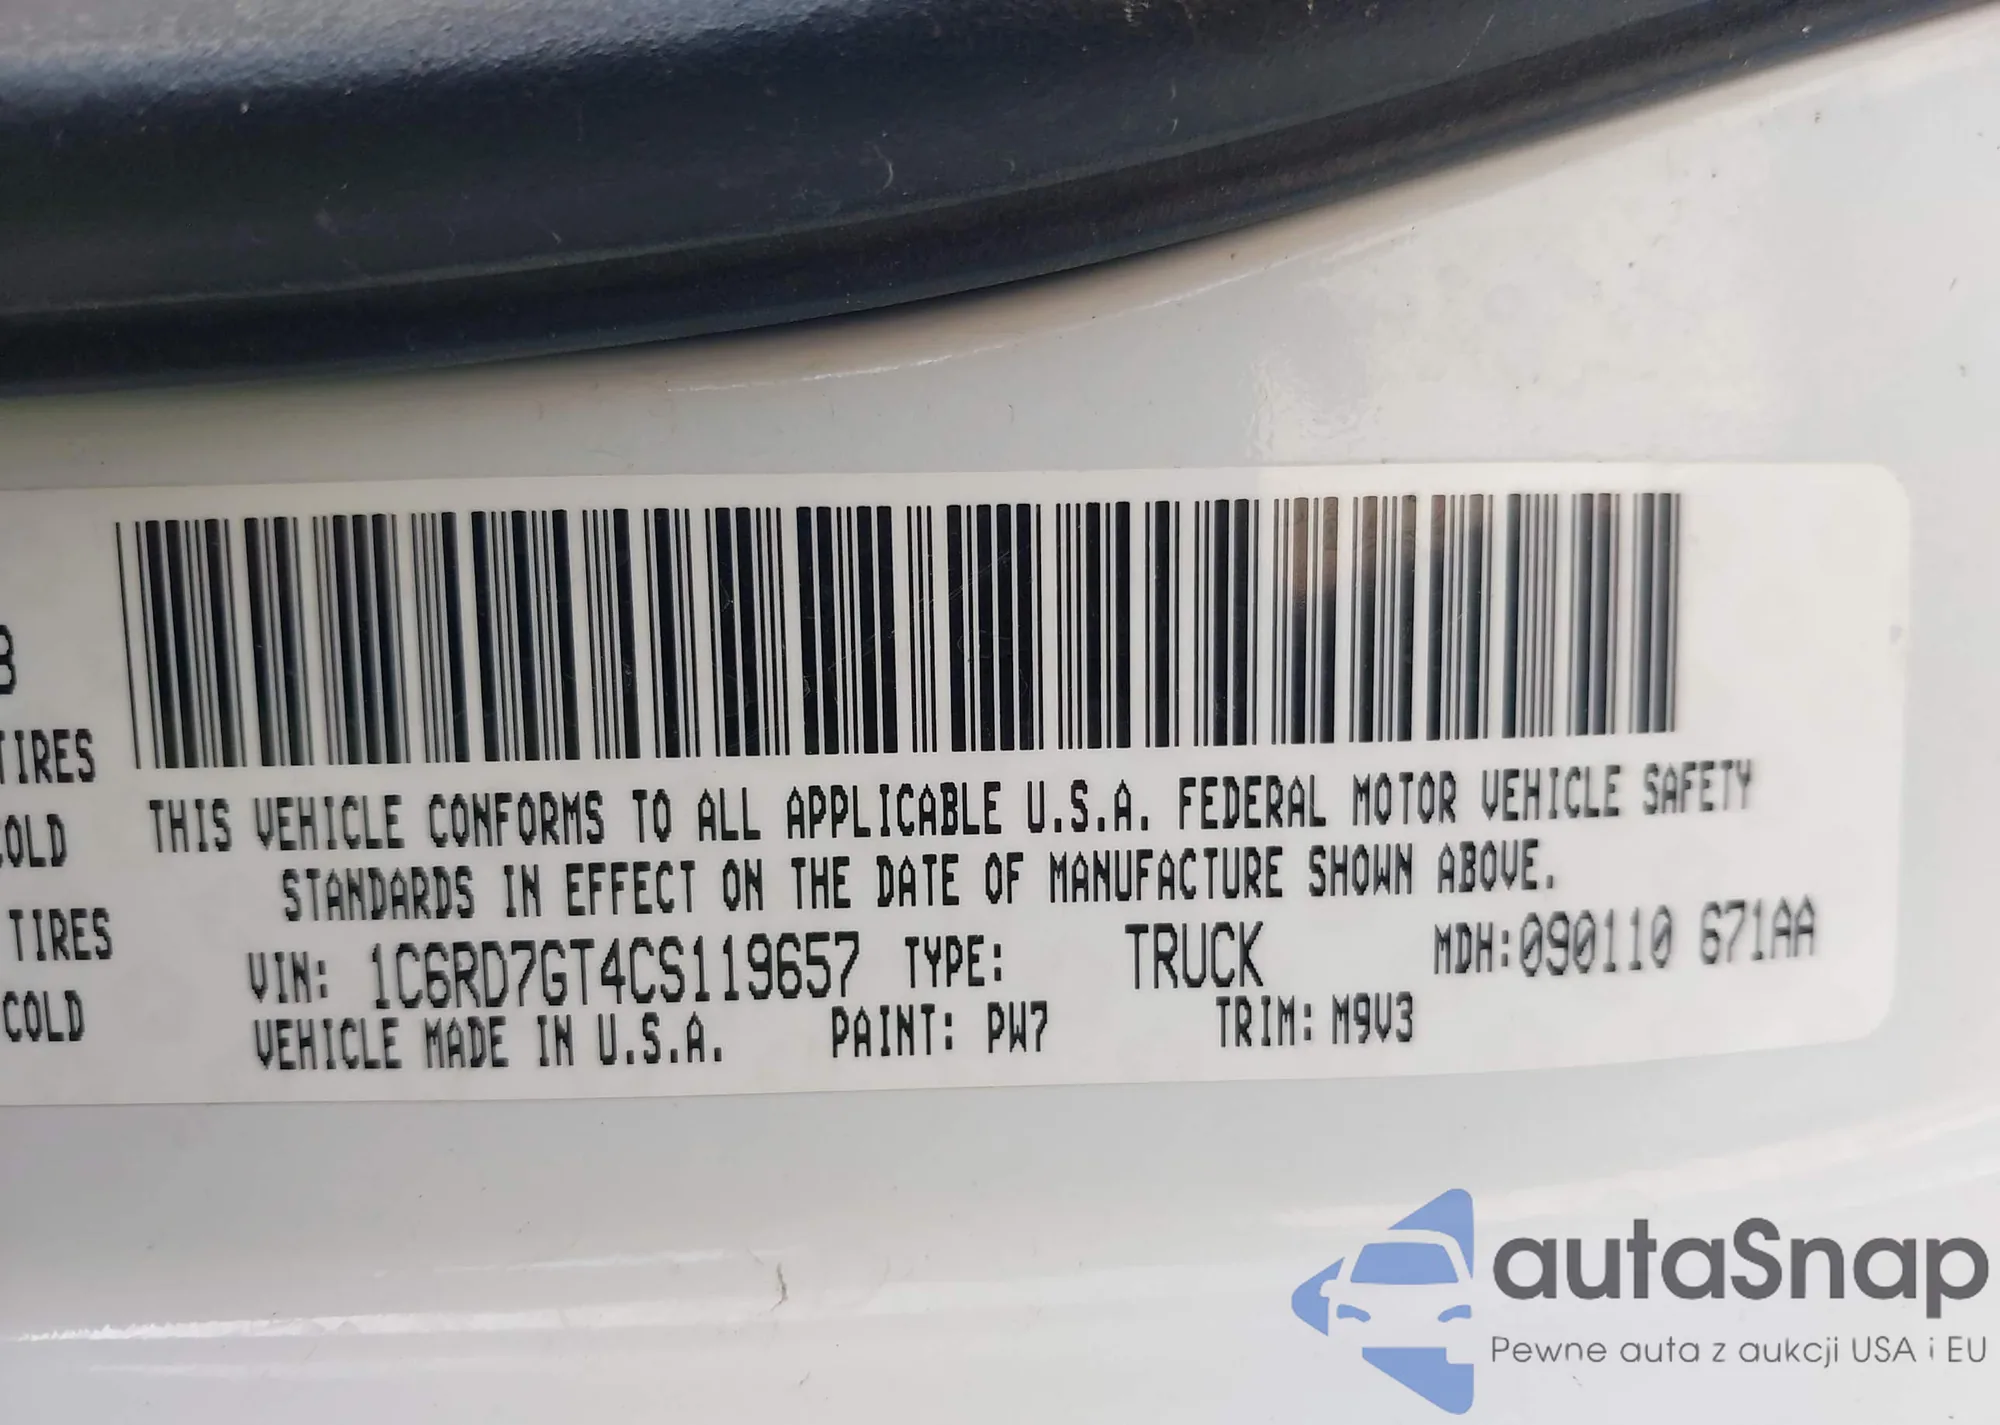 B
TIRES
COLD
TIRES
COLD
THIS VEHICLE CONFORMS TO ALL APPLICABLE U.S.A. FEDERAL MOTOR VEHICLE SAFETY
STANDARDS IN EFFECT ON THE DATE OF MANUFACTURE SHOWN ABOVE.
VIN: 1C6RD7GT4CS119657 TYPE: TRUCK MDH:090110 671AA
VEHICLE MADE IN U.S.A. PAINT: PW7 TRIM: M9V3
autaSnap
Pewne auta z aukcji USA i EU